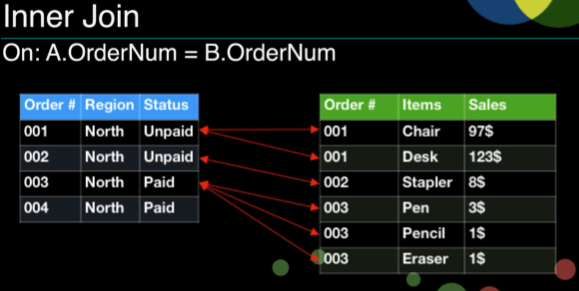 Inner Join
On: A.OrderNum = B.OrderNum
Order # Region Status
001 North Unpaid
002 North Unpaid
003 North Paid
004 North Paid
Order # Items Sales
001 Chair 97$
001 Desk 123$
002 Stapler 8$
003 Pen 3$
003 Pencil 1$
003 Eraser 1$